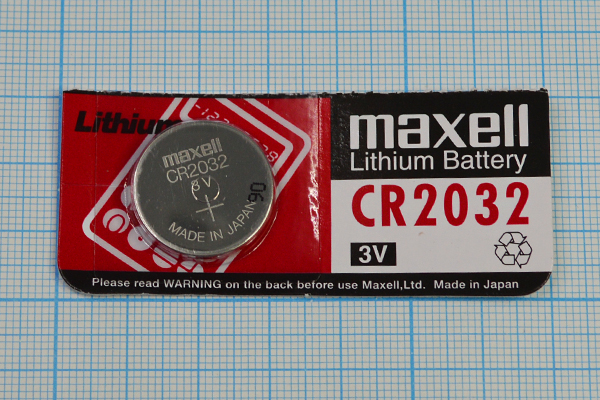 Lithium
maxell
CR2032
3V
+
MADE IN JAPAN
maxell
Lithium Battery
CR2032
3V
Please read WARNING on the back before use Maxell,Ltd. Made in Japan